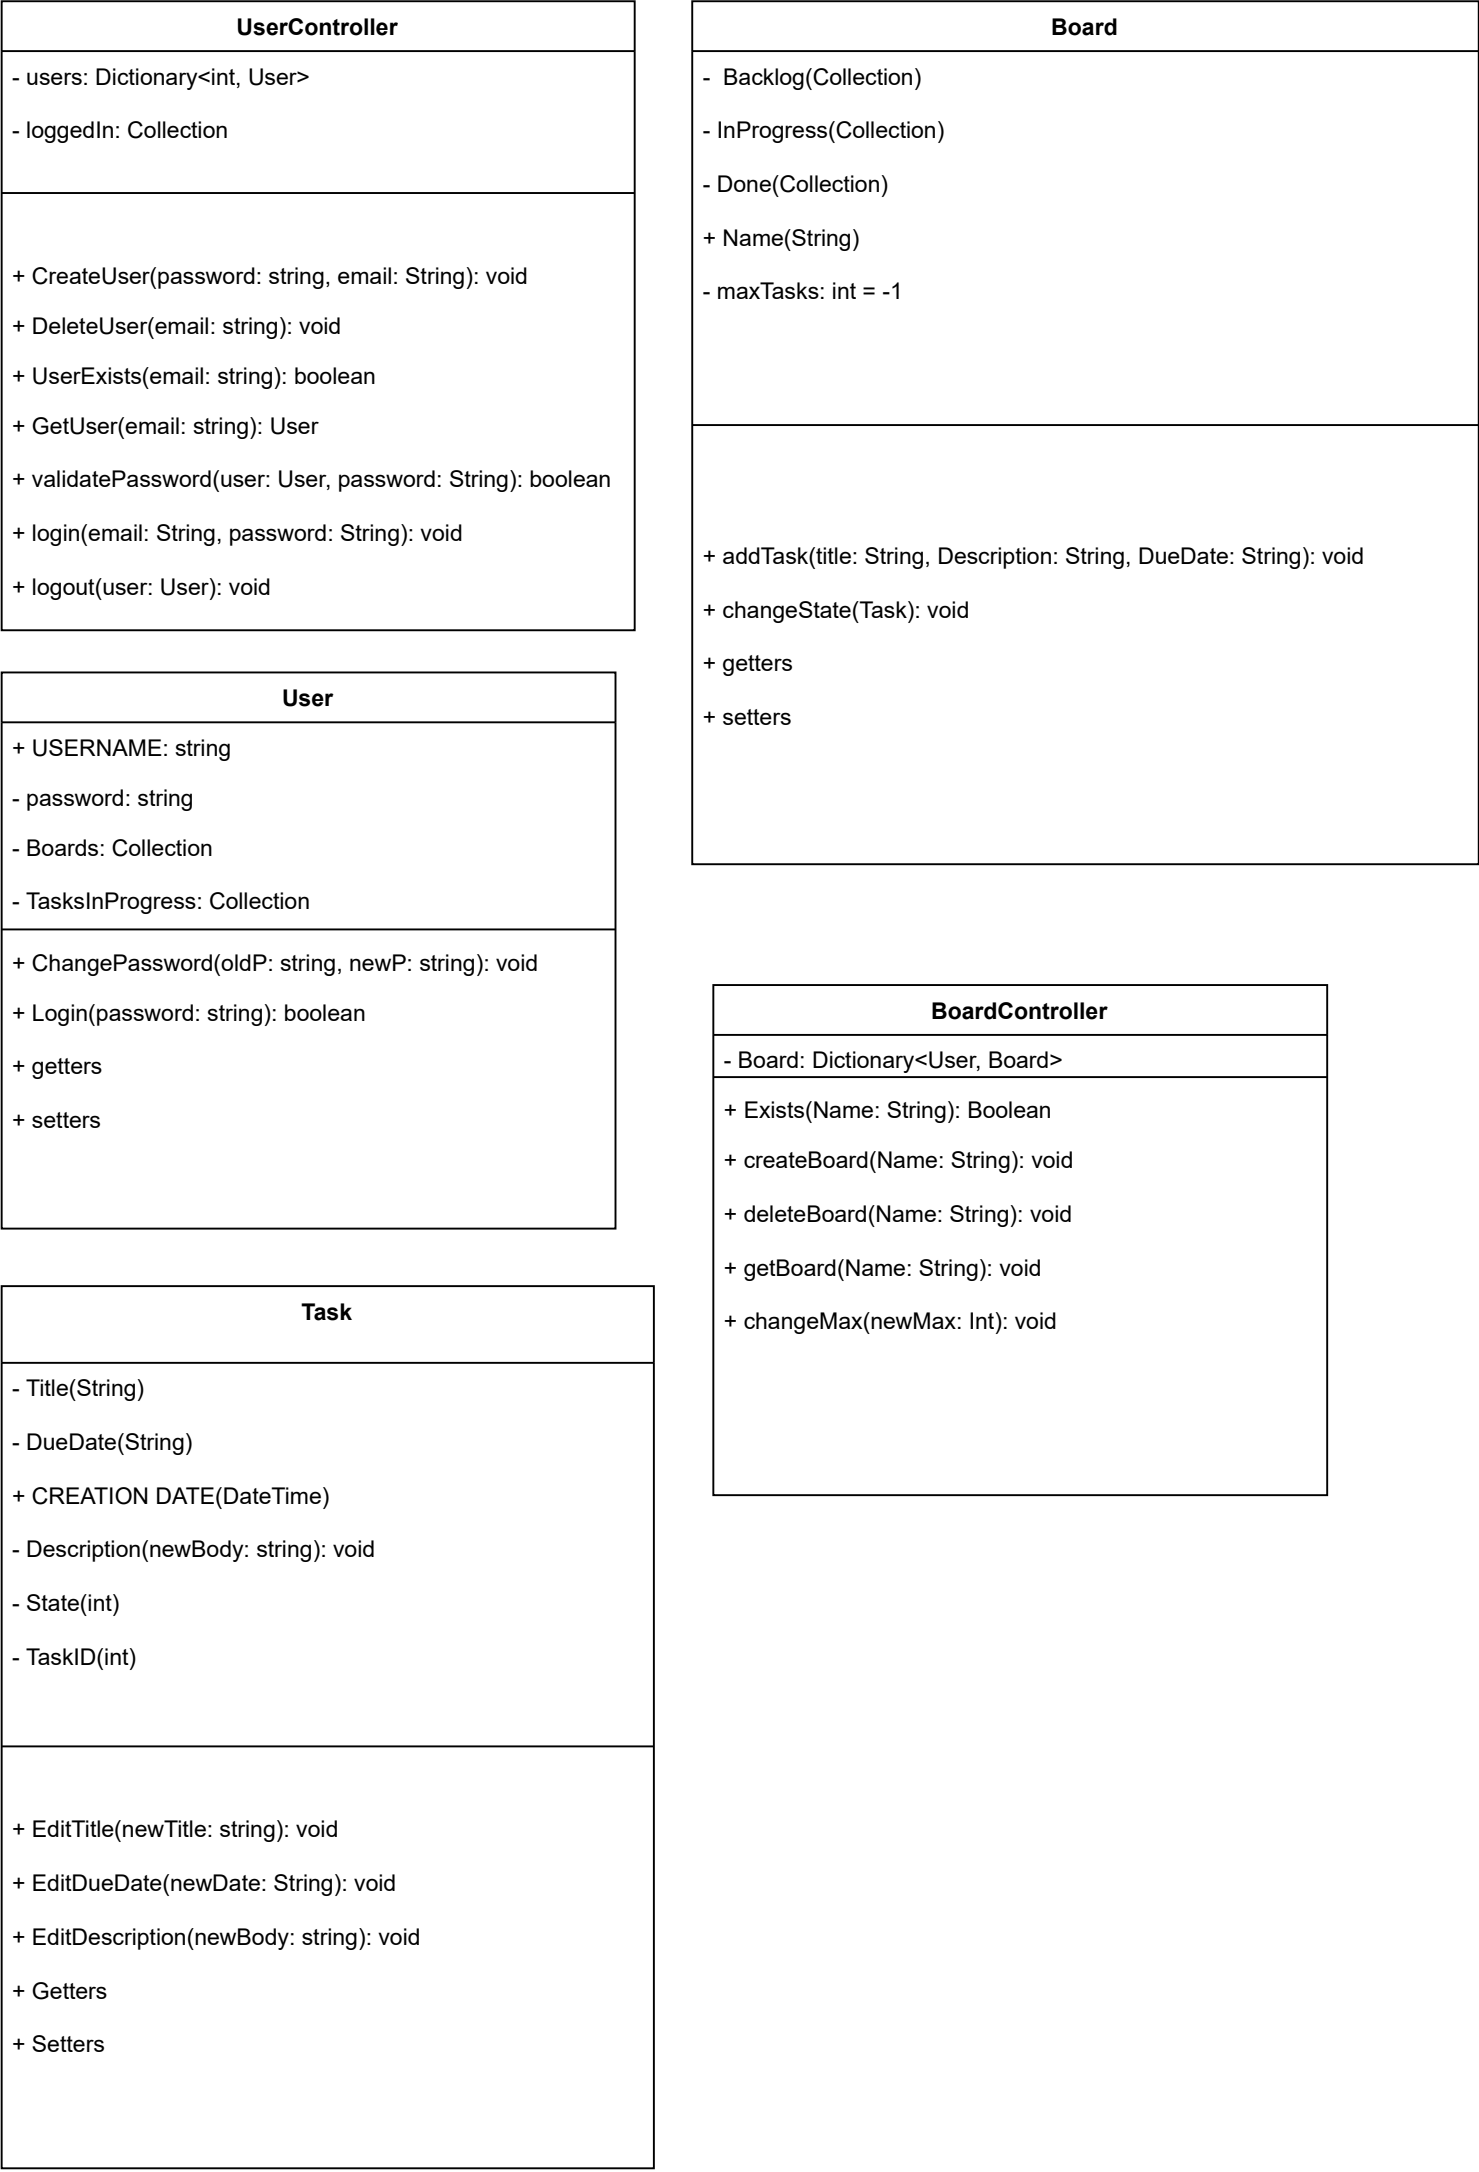 UserController
- users: Dictionary<int, User>
- loggedIn: Collection
+ CreateUser(password: string, email: String): void
+ DeleteUser(email: string): void
+ UserExists(email: string): boolean
+ GetUser(email: string): User
+ validatePassword(user: User, password: String): boolean
+ login(email: String, password: String): void
+ logout(user: User): void
Board
- Backlog(Collection)
- InProgress(Collection)
- Done(Collection)
+ Name(String)
- maxTasks: int = -1
+ addTask(title: String, Description: String, DueDate: String): void
+ changeState(Task): void
+ getters
+ setters
User
+ USERNAME: string
- password: string
- Boards: Collection
- TasksInProgress: Collection
+ ChangePassword(oldP: string, newP: string): void
+ Login(password: string): boolean
+ getters
+ setters
BoardController
- Board: Dictionary<User, Board>
+ Exists(Name: String): Boolean
+ createBoard(Name: String): void
+ deleteBoard(Name: String): void
+ getBoard(Name: String): void
+ changeMax(newMax: Int): void
Task
- Title(String)
- DueDate(String)
+ CREATION DATE(DateTime)
- Description(newBody: string): void
- State(int)
- TaskID(int)
+ EditTitle(newTitle: string): void
+ EditDueDate(newDate: String): void
+ EditDescription(newBody: string): void
+ Getters
+ Setters